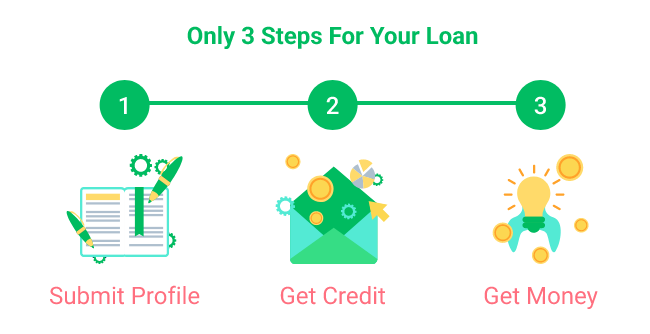 Only 3 Steps For Your Loan
1
2
3
Submit Profile
Get Credit
Get Money